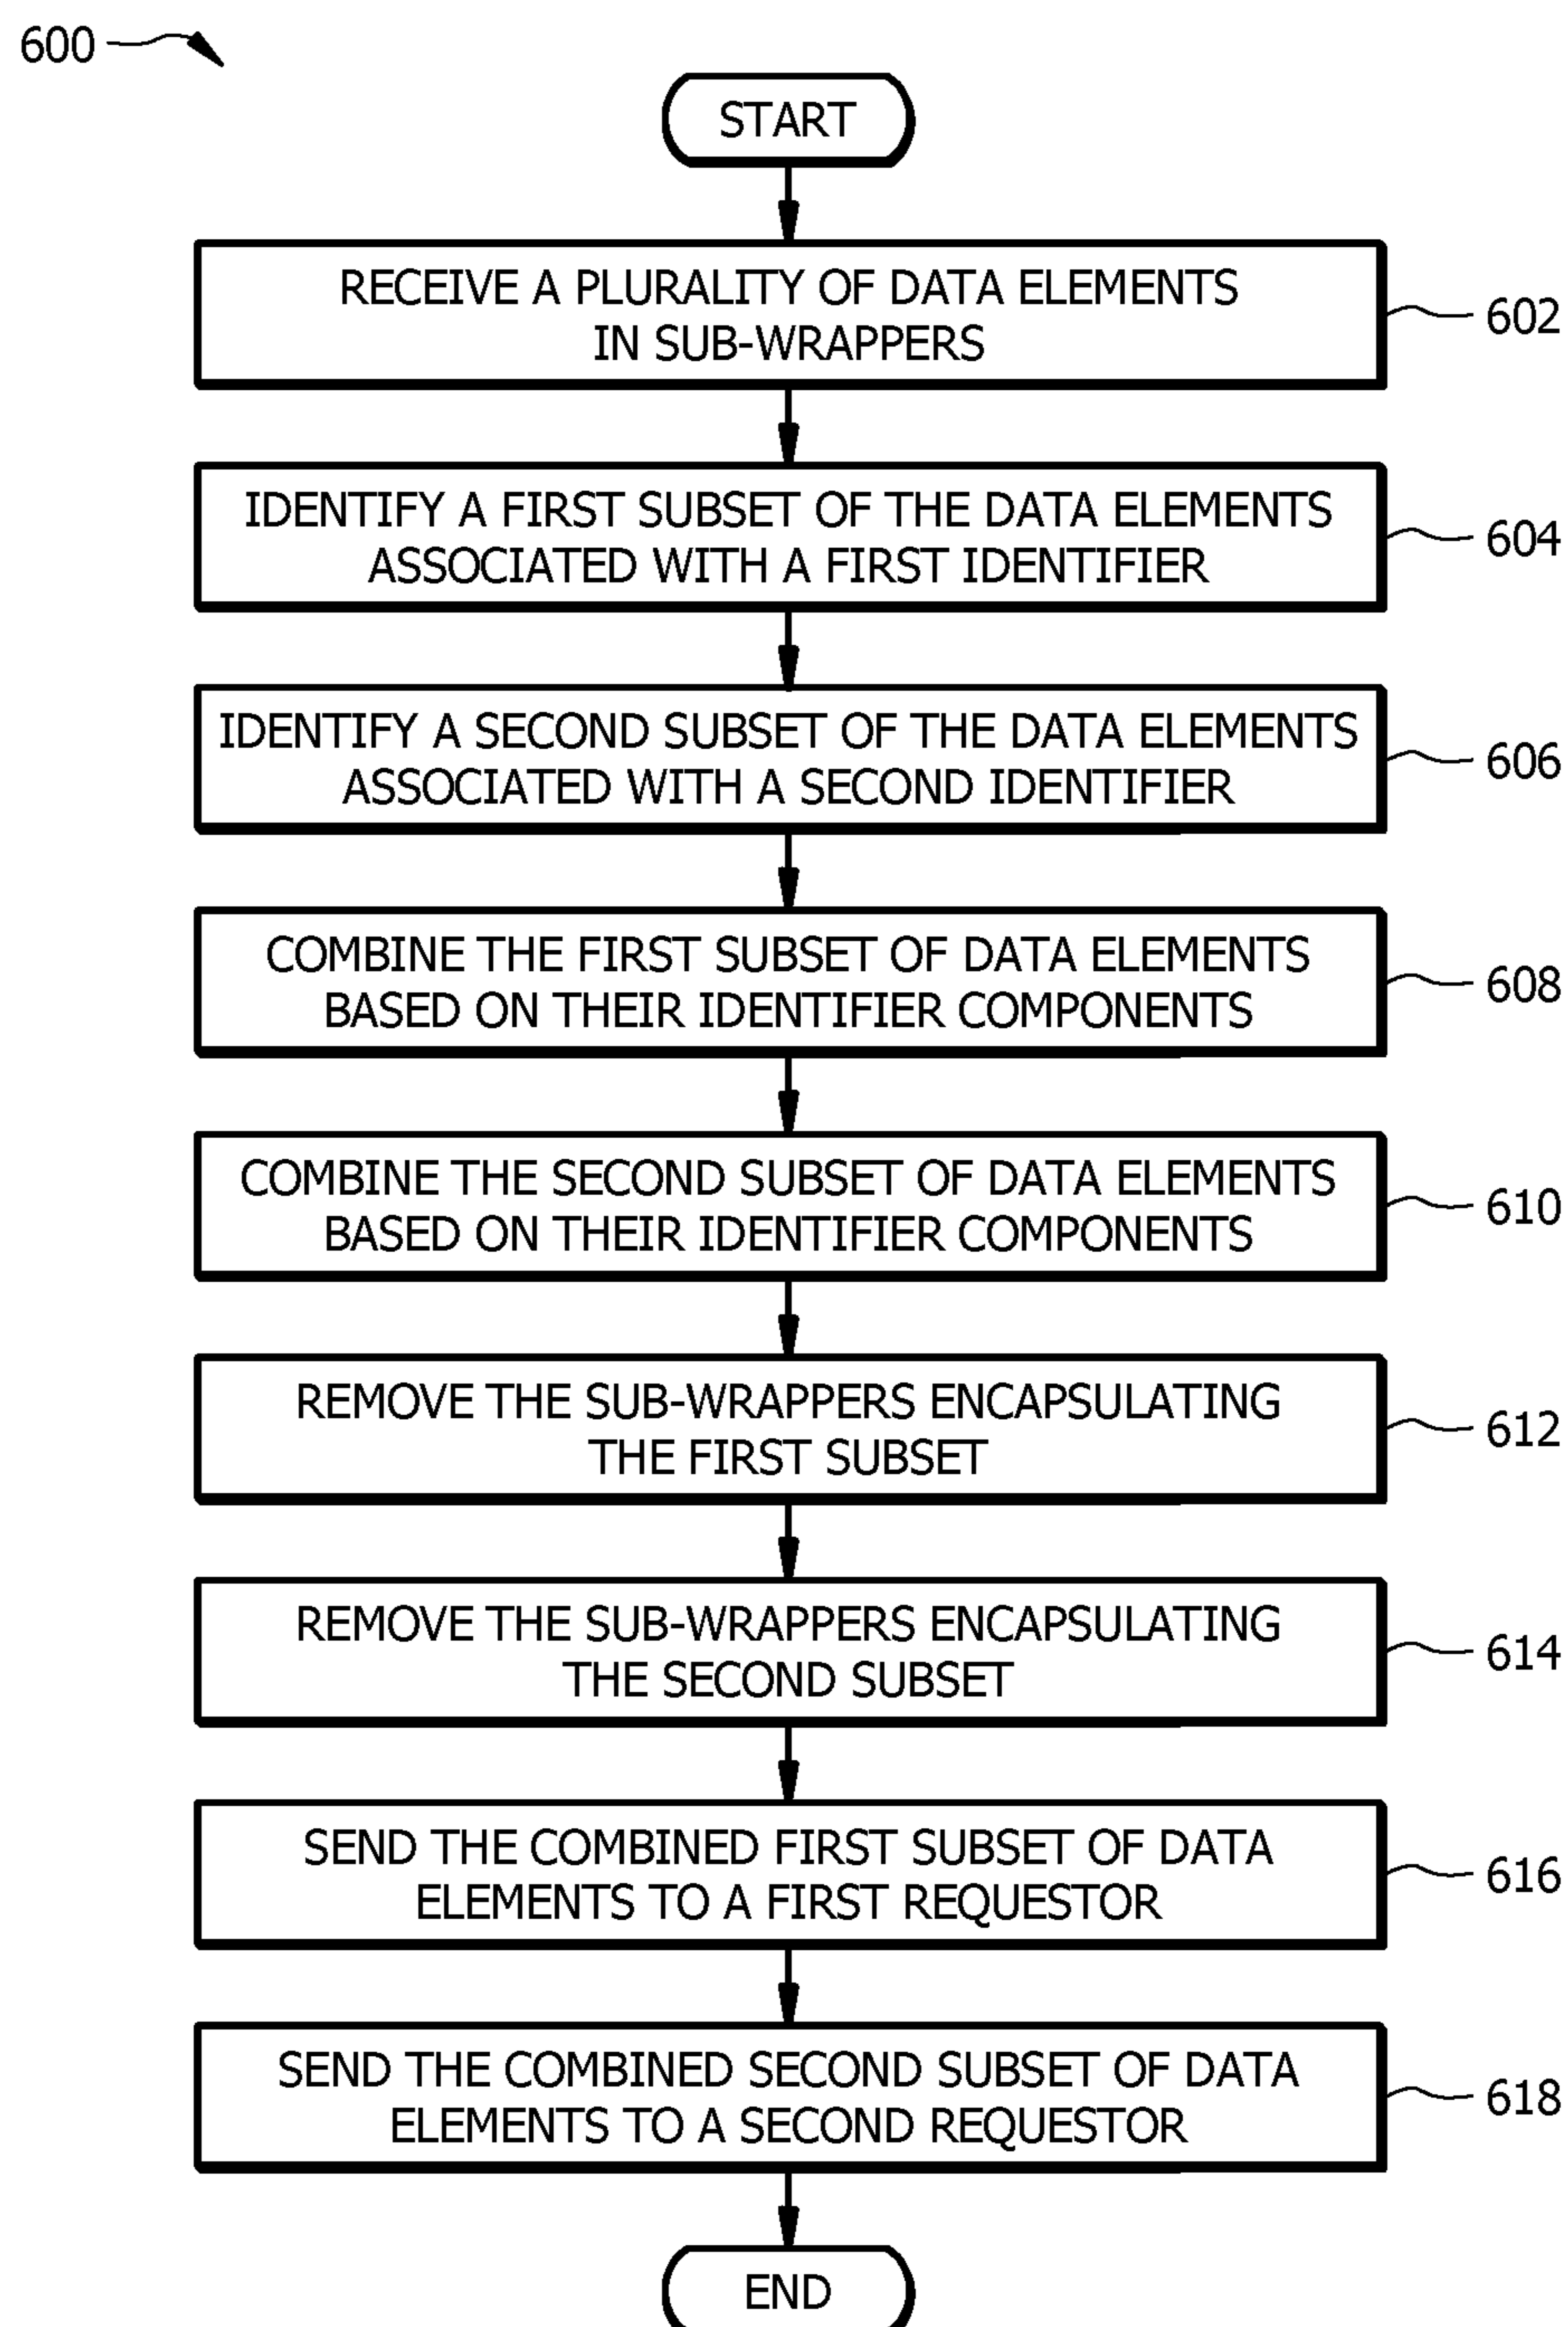 600
START
RECEIVE A PLURALITY OF DATA ELEMENTS
IN SUB-WRAPPERS
602
IDENTIFY A FIRST SUBSET OF THE DATA ELEMENTS
ASSOCIATED WITH A FIRST IDENTIFIER
604
IDENTIFY A SECOND SUBSET OF THE DATA ELEMENTS
ASSOCIATED WITH A SECOND IDENTIFIER
606
COMBINE THE FIRST SUBSET OF DATA ELEMENTS
BASED ON THEIR IDENTIFIER COMPONENTS
608
COMBINE THE SECOND SUBSET OF DATA ELEMENTS
BASED ON THEIR IDENTIFIER COMPONENTS
610
REMOVE THE SUB-WRAPPERS ENCAPSULATING
THE FIRST SUBSET
612
REMOVE THE SUB-WRAPPERS ENCAPSULATING
THE SECOND SUBSET
614
SEND THE COMBINED FIRST SUBSET OF DATA
ELEMENTS TO A FIRST REQUESTOR
616
SEND THE COMBINED SECOND SUBSET OF DATA
ELEMENTS TO A SECOND REQUESTOR
618
END